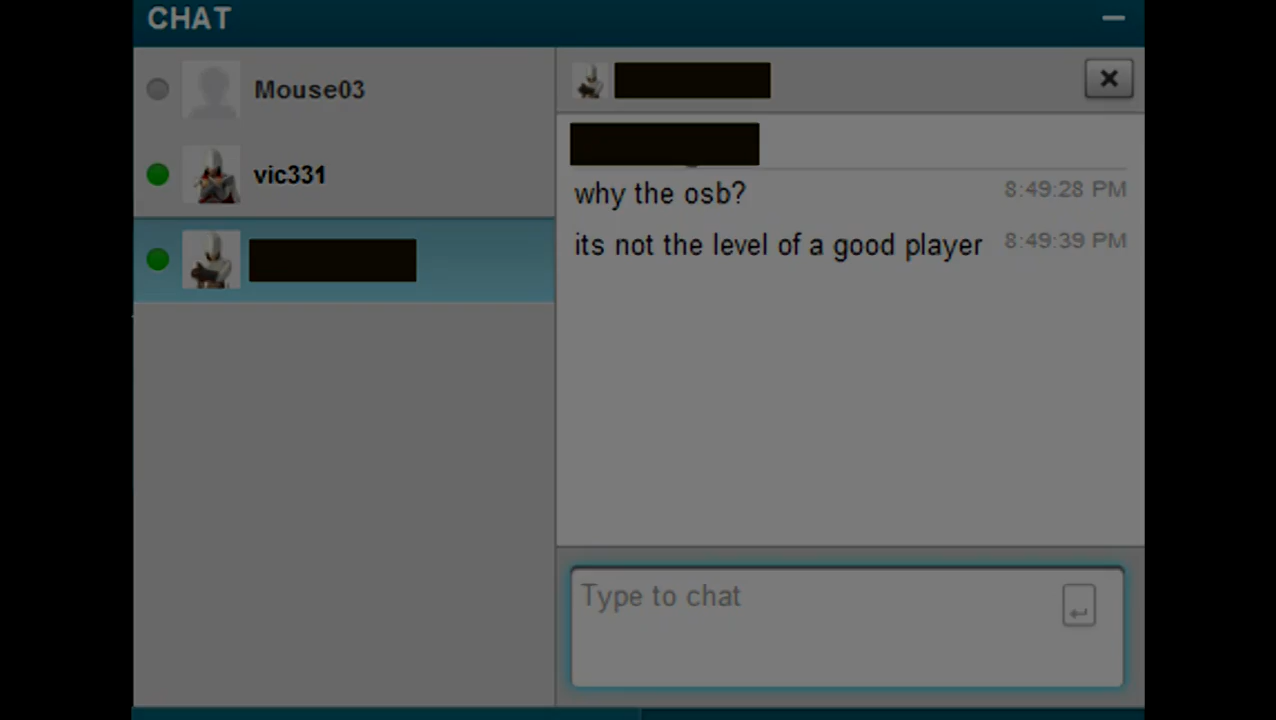 CHAT
Mouse03
vic331
why the osb?
8:49:28 PM
its not the level of a good player
8:49:39 PM
Type to chat